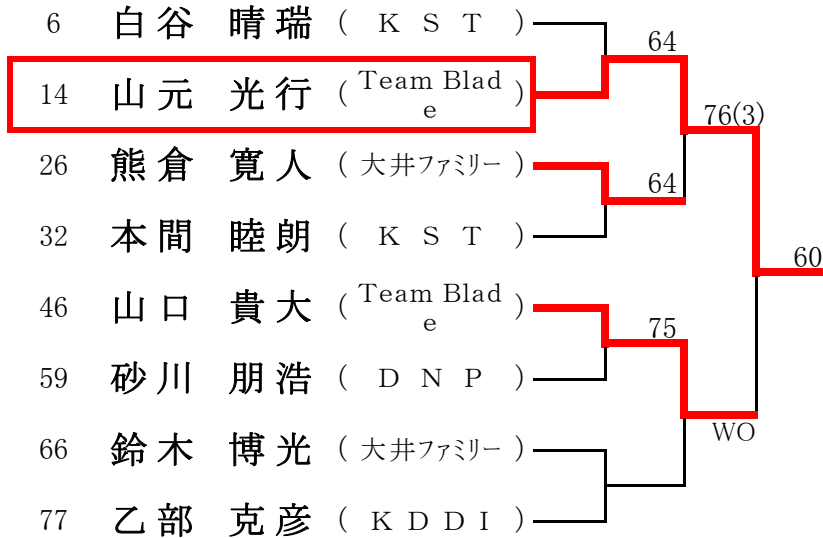 6 白谷 晴瑞 ( K S T )
64
14 山元 光行 ( Team Blad
e )
76(3)
26 熊倉 寛人 ( 大井ファミリー )
64
32 本間 睦朗 ( K S T )
60
46 山口 貴大 ( Team Blad
e )
75
59 砂川 朋浩 ( D N P )
WO
66 鈴木 博光 ( 大井ファミリー )
77 乙部 克彦 ( K D D I )